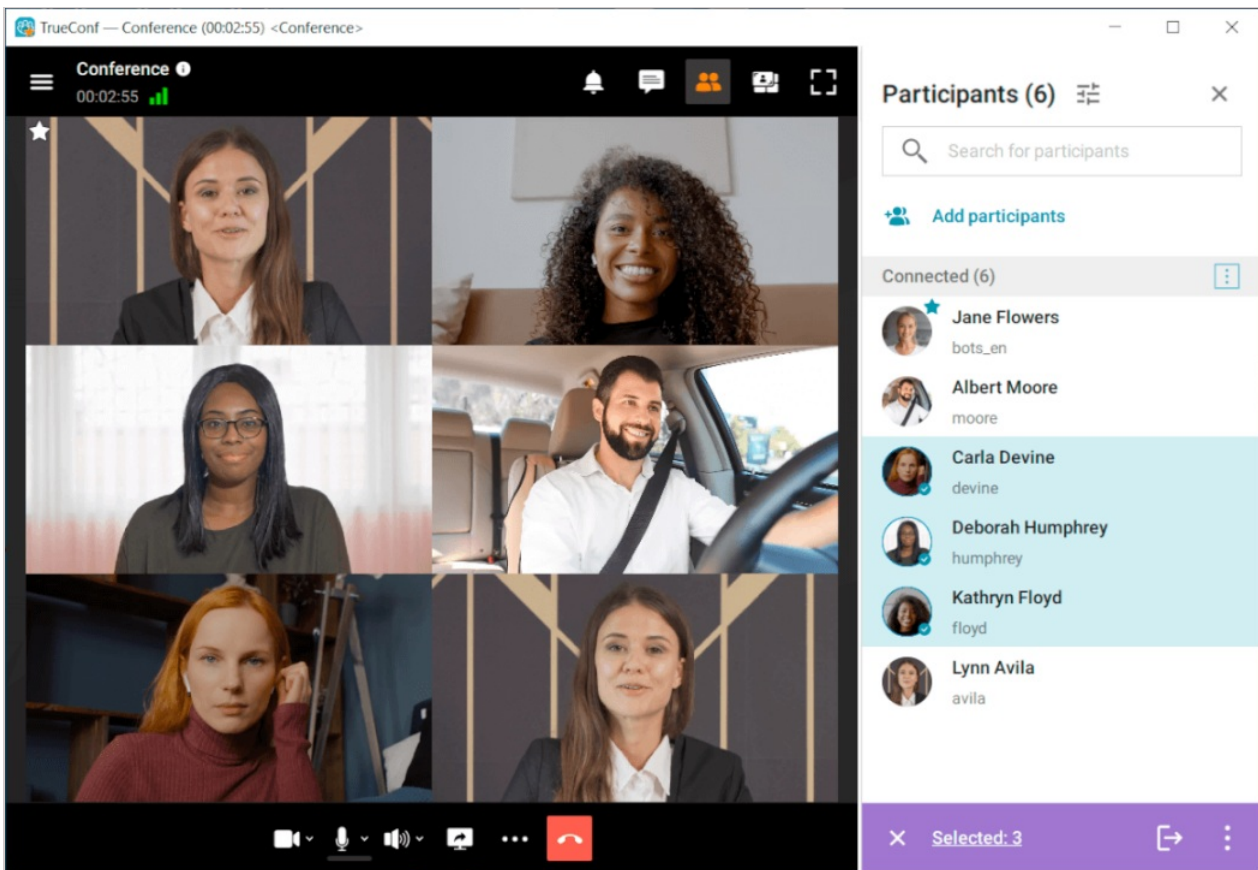 TrueConf — Conference (00:02:55) <Conference>
Conference
00:02:55
Participants (6)
Search for participants
Add participants
Connected (6)
Jane Flowers
bots_en
Albert Moore
moore
Carla Devine
devine
Deborah Humphrey
humphrey
Kathryn Floyd
floyd
Lynn Avila
avila
Selected: 3